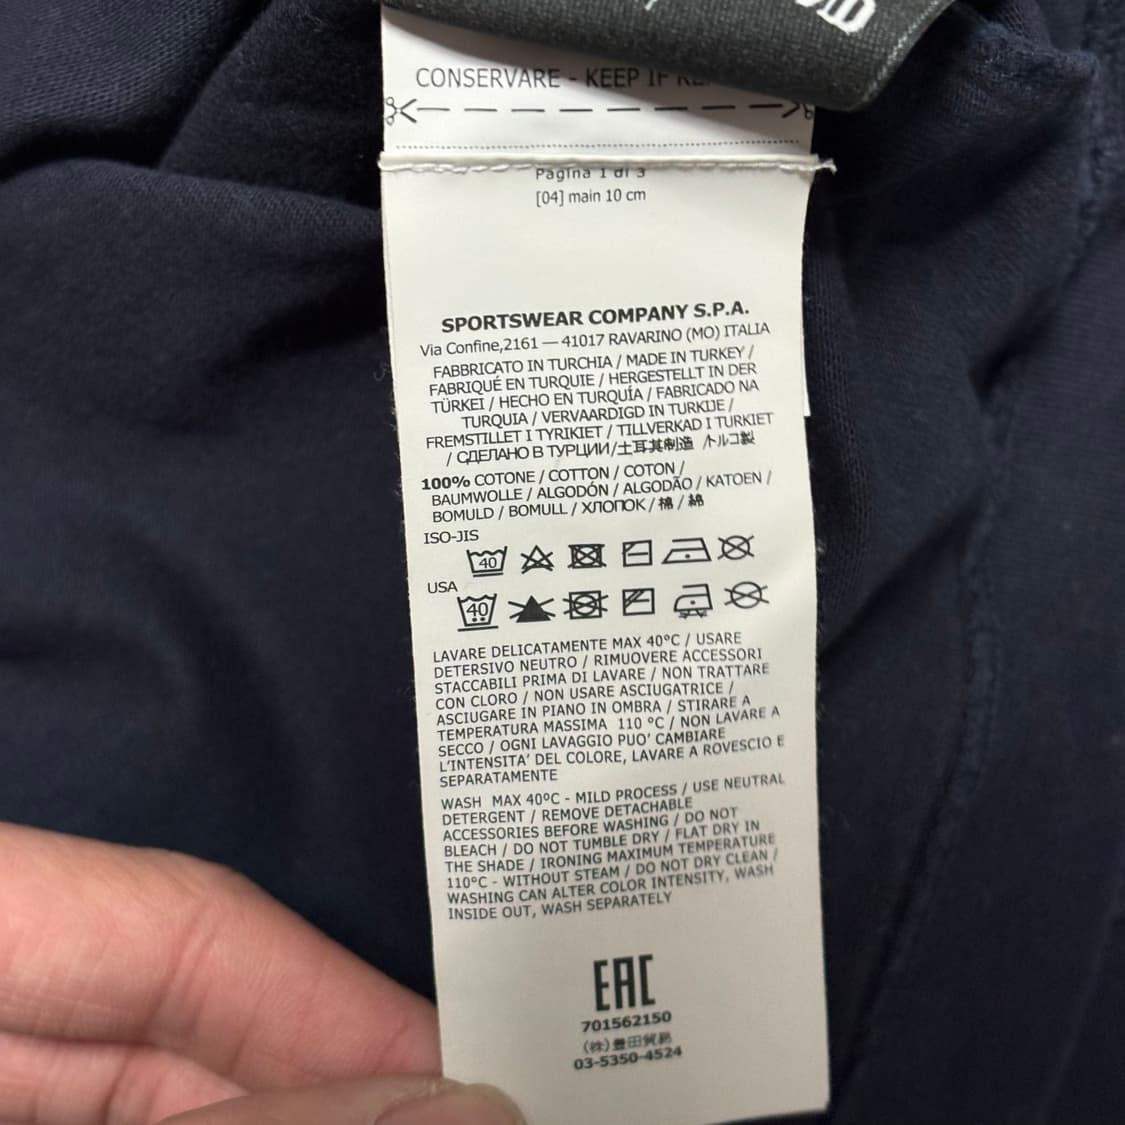 CONSERVARE - KEEP IF
Pagina 1 di 3
[04] main 10 cm
SPORTSWEAR COMPANY S.P.A.
Via Confine,2161 — 41017 RAVARINO (MO) ITALIA
FABBRICATO IN TURCHIA / MADE IN TURKEY /
FABRIQUÉ EN TURQUIE / HERGESTELLT IN DER
TÜRKEI / HECHO EN TURQUÍA / FABRICADO NA
TURQUIA / VERVAARDIGD IN TURKIJE /
FREMSTILLET I TYRIKIET / TILLVERKAD I TURKIET
/ СДЕЛАНО В ТУРЦИИ/土耳其制造 /トルコ製
100% COTONE / COTTON / COTON /
BAUMWOLLE / ALGODÓN / ALGODÃO / KATOEN /
BOMULD / BOMULL / ХЛОПОК / 棉 / 綿
ISO-JIS
40
USA
40
LAVARE DELICATAMENTE MAX 40°C / USARE
DETERSIVO NEUTRO / RIMUOVERE ACCESSORI
STACCABILI PRIMA DI LAVARE / NON TRATTARE
CON CLORO / NON USARE ASCIUGATRICE /
ASCIUGARE IN PIANO IN OMBRA / STIRARE A
TEMPERATURA MASSIMA 110 °C / NON LAVARE A
SECCO / OGNI LAVAGGIO PUO' CAMBIARE
L'INTENSITA' DEL COLORE, LAVARE A ROVESCIO E
SEPARATAMENTE
WASH MAX 40°C - MILD PROCESS / USE NEUTRAL
DETERGENT / REMOVE DETACHABLE
ACCESSORIES BEFORE WASHING / DO NOT
BLEACH / DO NOT TUMBLE DRY / FLAT DRY IN
THE SHADE / IRONING MAXIMUM TEMPERATURE
110°C - WITHOUT STEAM / DO NOT DRY CLEAN /
WASHING CAN ALTER COLOR INTENSITY, WASH
INSIDE OUT, WASH SEPARATELY
EAC
701562150
(株)豊田貿易
03-5350-4524